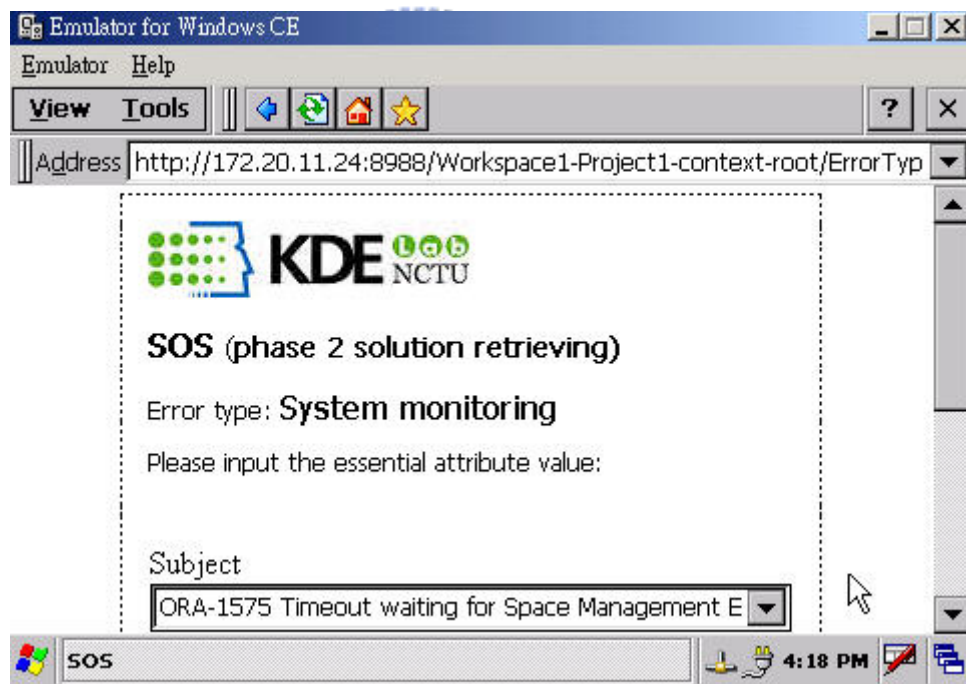 Emulator for Windows CE
Emulator Help
View Tools ?
Address http://172.20.11.24:8988/Workspace1-Project1-context-root/ErrorTyp
KDE Lab
NCTU
SOS (phase 2 solution retrieving)
Error type: System monitoring
Please input the essential attribute value:
Subject
ORA-1575 Timeout waiting for Space Management E
SOS 4:18 PM